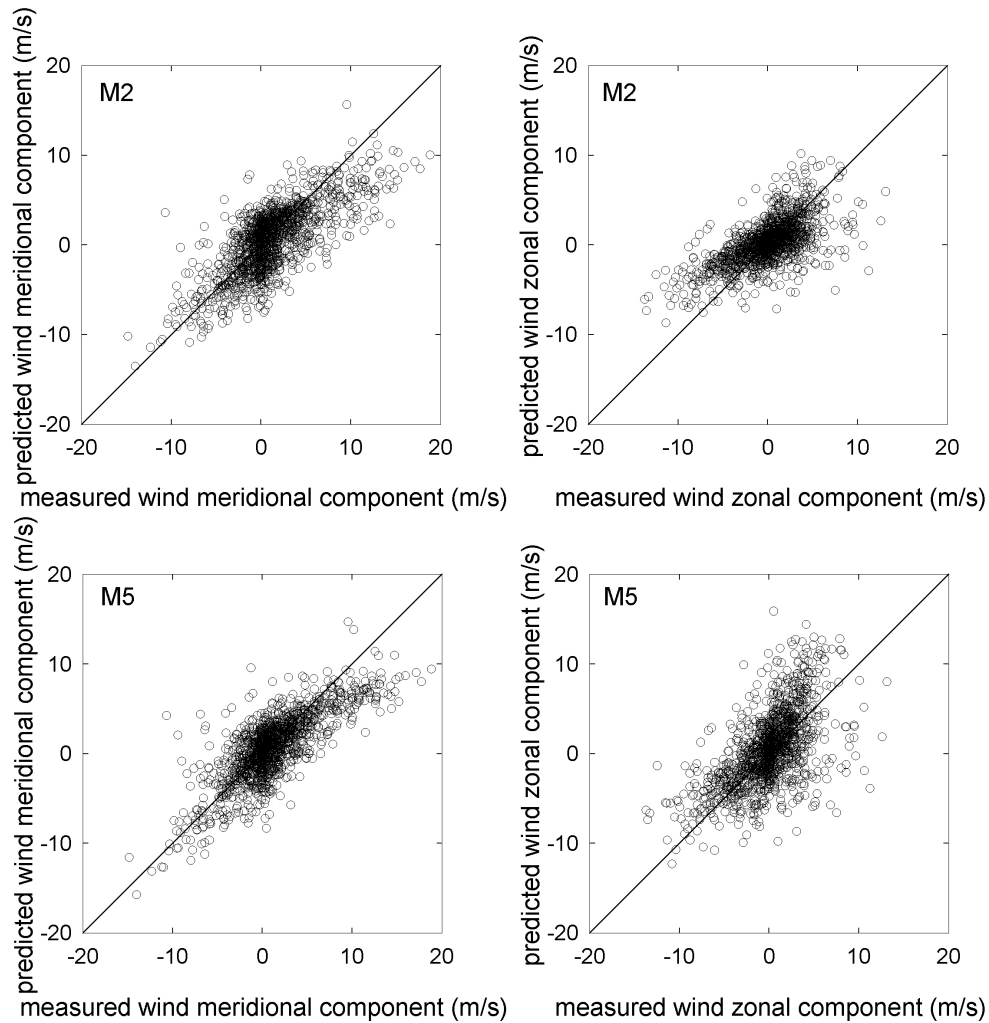 predicted wind meridional component (m/s)
M2
20
10
0
-10
-20
-20 -10 0 10 20
measured wind meridional component (m/s)
predicted wind zonal component (m/s)
M2
20
10
0
-10
-20
-20 -10 0 10 20
measured wind zonal component (m/s)
predicted wind meridional component (m/s)
M5
20
10
0
-10
-20
-20 -10 0 10 20
measured wind meridional component (m/s)
predicted wind zonal component (m/s)
M5
20
10
0
-10
-20
-20 -10 0 10 20
measured wind zonal component (m/s)